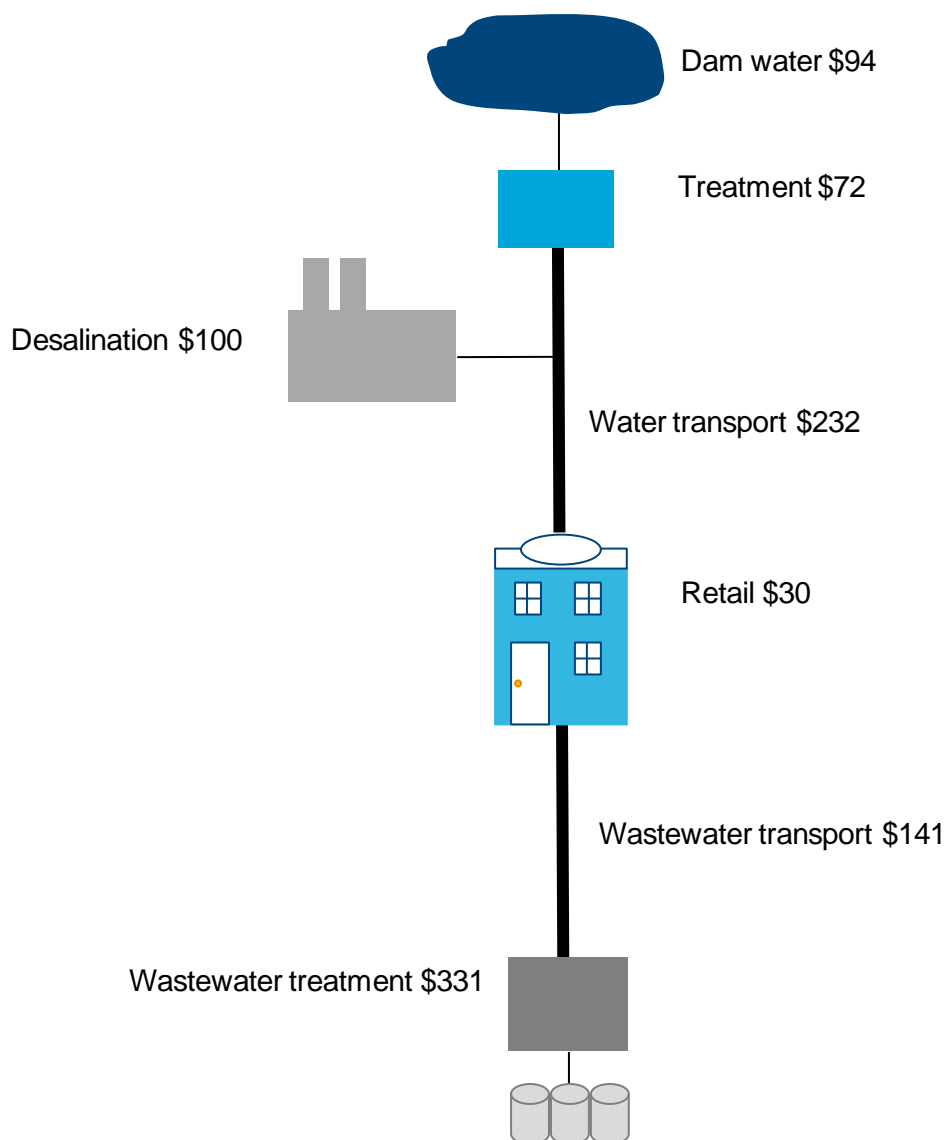 Dam water $94
Treatment $72
Desalination $100
Water transport $232
Retail $30
Wastewater transport $141
Wastewater treatment $331